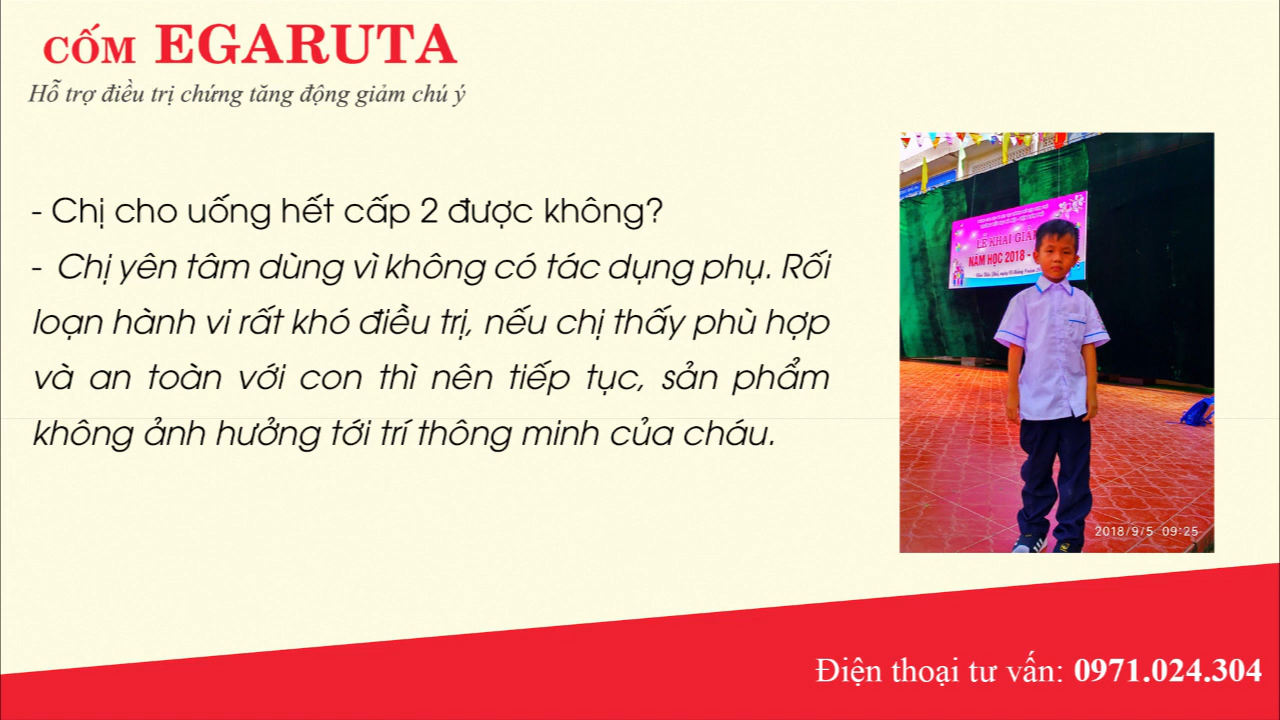 CỐM EGARUTA
Hỗ trợ điều trị chứng tăng động giảm chú ý
- Chị cho uống hết cấp 2 được không?
- Chị yên tâm dùng vì không có tác dụng phụ. Rối
loạn hành vi rất khó điều trị, nếu chị thấy phù hợp
và an toàn với con thì nên tiếp tục, sản phẩm
không ảnh hưởng tới trí thông minh của cháu.
LỄ KHAI GIẢ
NĂM HỌC 2018 -
2018/9/5 09:25
Điện thoại tư vấn: 0971.024.304